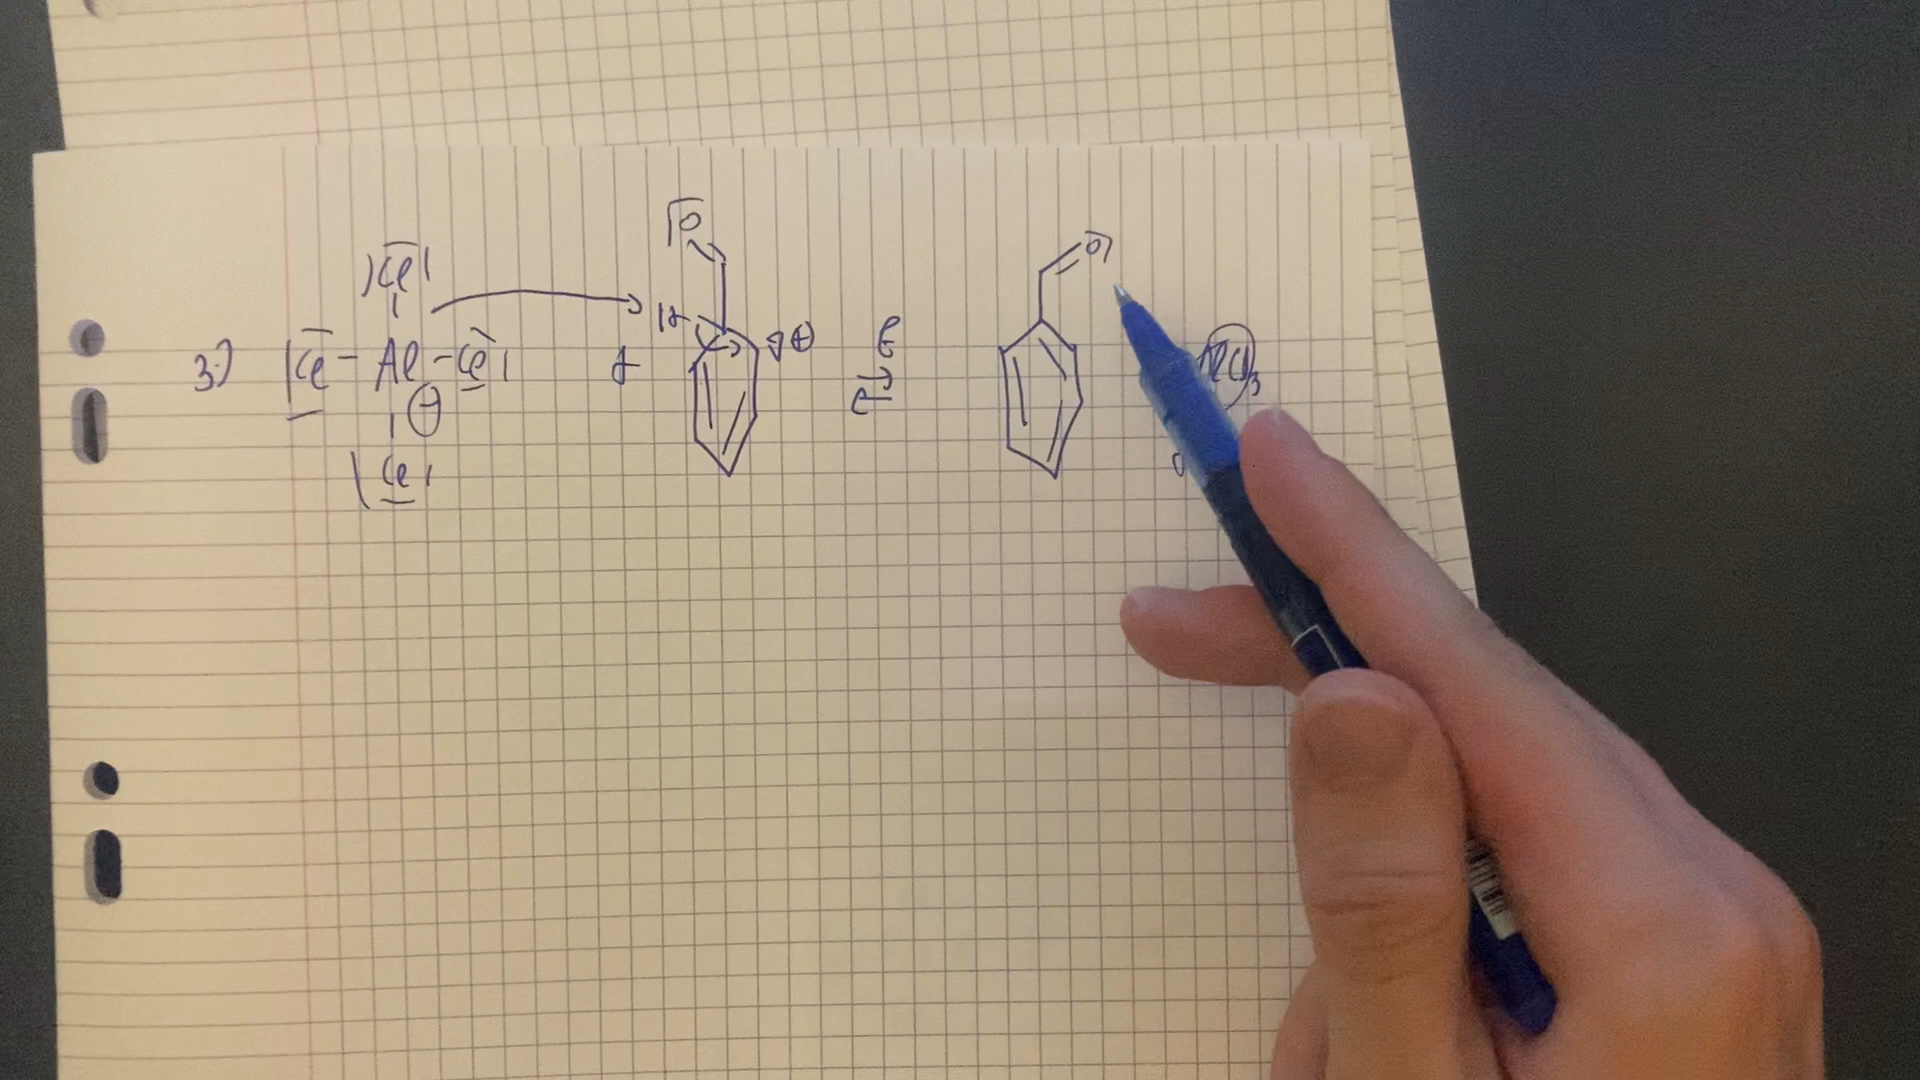 O
Cl
H
⊕
O
3.) Cl - Al - Cl + ⇌ AlCl3
⊖
Cl